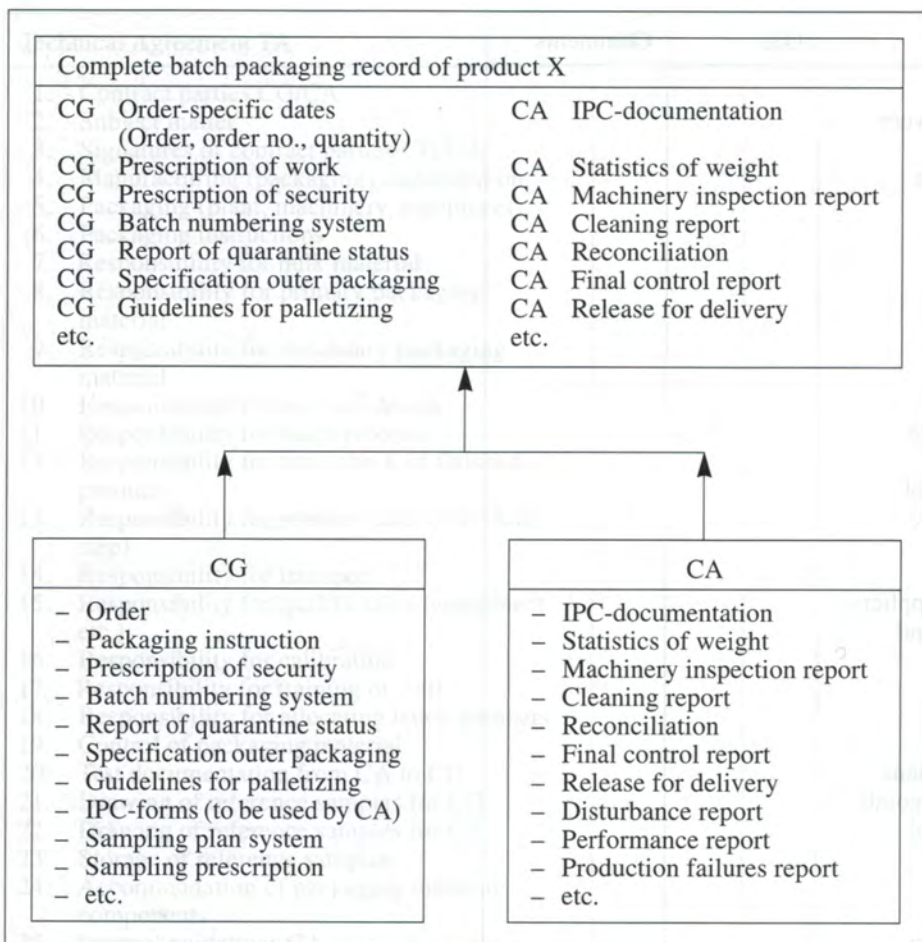 Complete batch packaging record of product X
CG Order-specific dates
(Order, order no., quantity)
CG Prescription of work
CG Prescription of security
CG Batch numbering system
CG Report of quarantine status
CG Specification outer packaging
CG Guidelines for palletizing
etc.
CA IPC-documentation
CA Statistics of weight
CA Machinery inspection report
CA Cleaning report
CA Reconciliation
CA Final control report
CA Release for delivery
etc.
CG
– Order
– Packaging instruction
– Prescription of security
– Batch numbering system
– Report of quarantine status
– Specification outer packaging
– Guidelines for palletizing
– IPC-forms (to be used by CA)
– Sampling plan system
– Sampling prescription
– etc.
CA
– IPC-documentation
– Statistics of weight
– Machinery inspection report
– Cleaning report
– Reconciliation
– Final control report
– Release for delivery
– Disturbance report
– Performance report
– Production failures report
– etc.